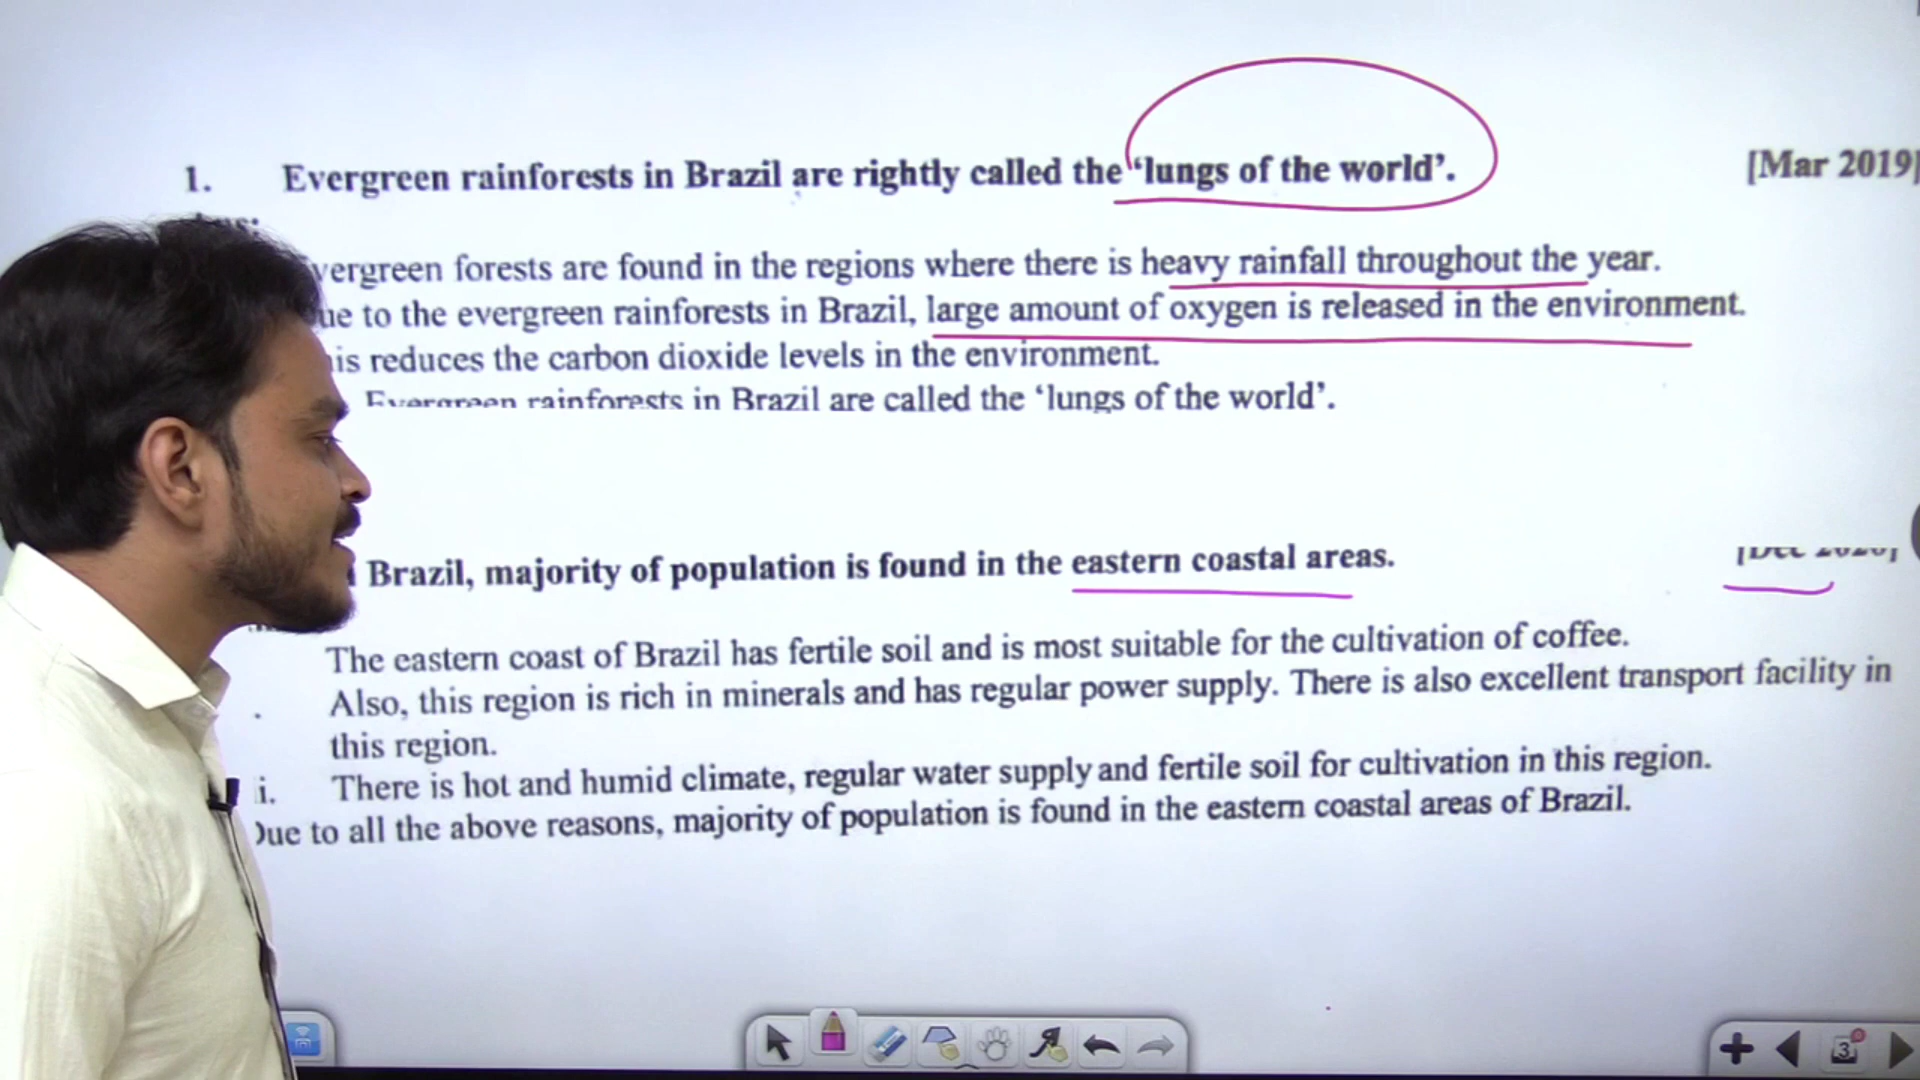 1. Evergreen rainforests in Brazil are rightly called the ‘lungs of the world’. [Mar 2019]
vergreen forests are found in the regions where there is heavy rainfall throughout the year.
ue to the evergreen rainforests in Brazil, large amount of oxygen is released in the environment.
is reduces the carbon dioxide levels in the environment.
Evergreen rainforests in Brazil are called the ‘lungs of the world’.
Brazil, majority of population is found in the eastern coastal areas. [Dec 2020]
The eastern coast of Brazil has fertile soil and is most suitable for the cultivation of coffee.
Also, this region is rich in minerals and has regular power supply. There is also excellent transport facility in
this region.
i. There is hot and humid climate, regular water supply and fertile soil for cultivation in this region.
Due to all the above reasons, majority of population is found in the eastern coastal areas of Brazil.
3